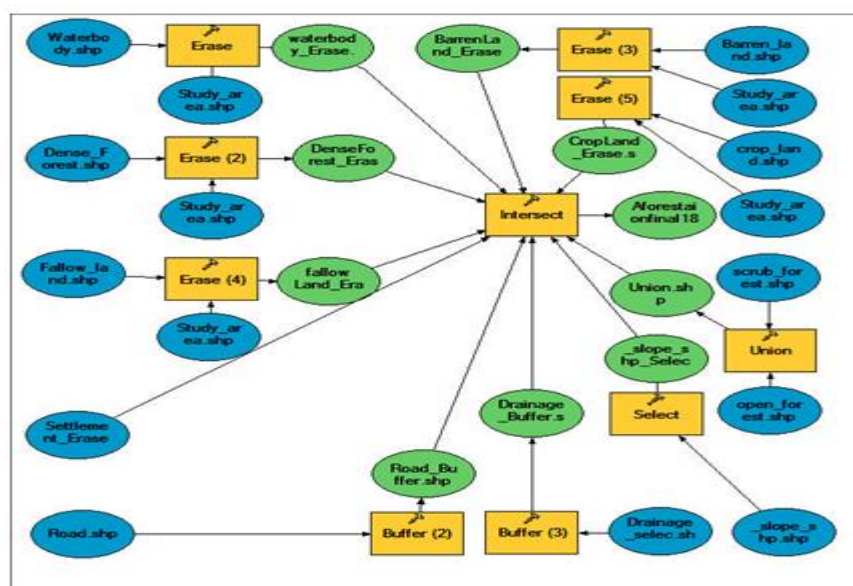 Waterbo
dy.shp
Erase
waterbod
y_Erase.
BarrenL
and_Erase
Erase (3)
Barren_la
nd.shp
Study_ar
ea.shp
Study_ar
ea.shp
Erase (5)
Dense_F
orest.shp
Erase (2)
DenseFo
rest_Eras
CropLand
_Erase.s
crop_lan
d.shp
Study_ar
ea.shp
Intersect
Aforestai
onfinal18
Study_ar
ea.shp
Fallow_la
nd.shp
Erase (4)
fallow
Land_Era
Union.sh
p
scrub_for
est.shp
Study_ar
ea.shp
_slope_s
hp_Selec
Union
Settleme
nt_Erase
Drainage
_Buffer.s
Select
open_for
est.shp
Road_Bu
ffer.shp
Road.shp
Buffer (2)
Buffer (3)
Drainage
_selec.sh
_slope_s
hp.shp